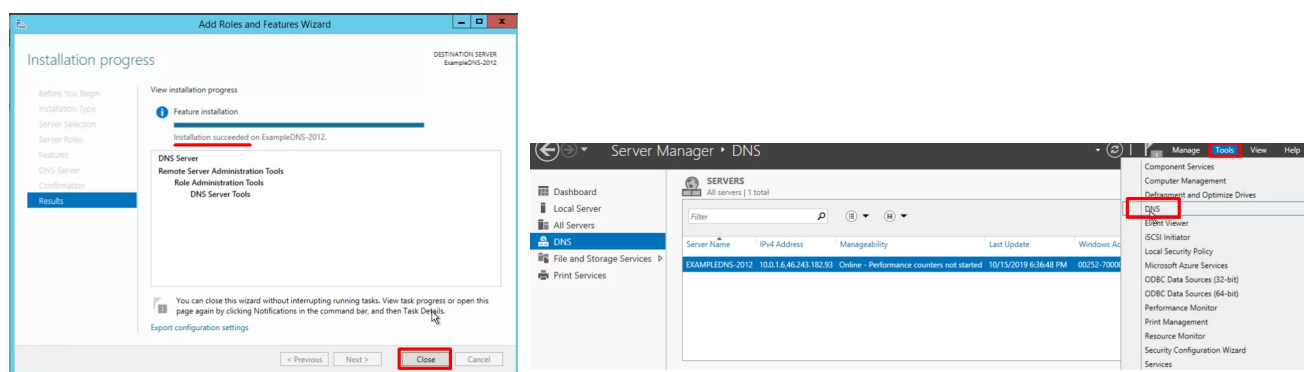 Add Roles and Features Wizard
Installation progress
DESTINATION SERVER
ExampleDNS-2012
Before You Begin
Installation Type
Server Selection
Server Roles
Features
DNS Server
Confirmation
Results
View installation progress
Feature installation
Installation succeeded on ExampleDNS-2012.
DNS Server
Remote Server Administration Tools
Role Administration Tools
DNS Server Tools
You can close this wizard without interrupting running tasks. View task progress or open this
page again by clicking Notifications in the command bar, and then Task Details.
Export configuration settings
< Previous
Next >
Close
Cancel
Server Manager • DNS
Manage
Tools
View
Help
Dashboard
Local Server
All Servers
DNS
File and Storage Services
Print Services
SERVERS
All servers | 1 total
Filter
Server Name IPv4 Address Manageability Last Update Windows Ac
EXAMPLEDNS-2012 10.0.1.6,46.243.182.93 Online - Performance counters not started 10/15/2019 6:36:48 PM 00252-70000
Component Services
Computer Management
Defragment and Optimize Drives
DNS
Event Viewer
iSCSI Initiator
Local Security Policy
Microsoft Azure Services
ODBC Data Sources (32-bit)
ODBC Data Sources (64-bit)
Performance Monitor
Print Management
Resource Monitor
Security Configuration Wizard
Services